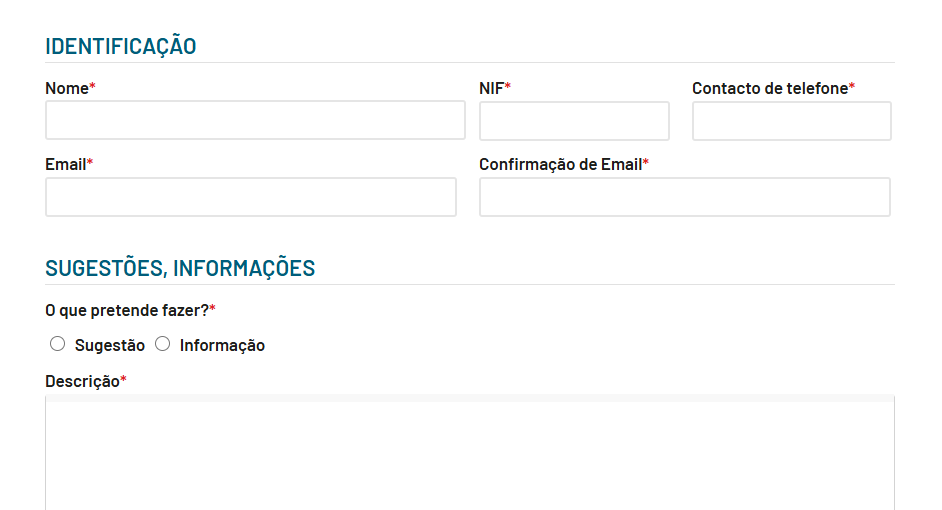 IDENTIFICAÇÃO
Nome* NIF* Contacto de telefone*
Email* Confirmação de Email*
SUGESTÕES, INFORMAÇÕES
O que pretende fazer?*
Sugestão Informação
Descrição*